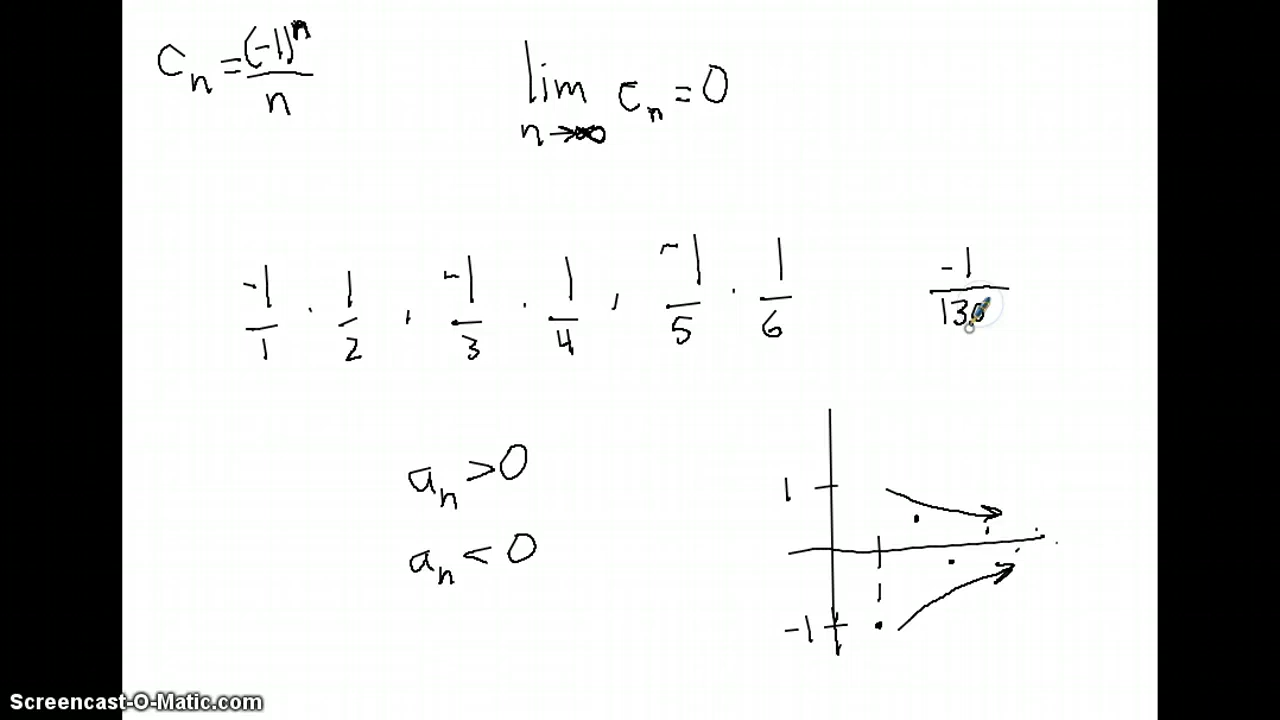 Cn = (-1)^n / n
lim n→∞ Cn = 0
-1/1 . 1/2 , -1/3 . 1/4 , -1/5 . 1/6
-1
an > 0
an < 0
1
-1
Screencast-O-Matic.com